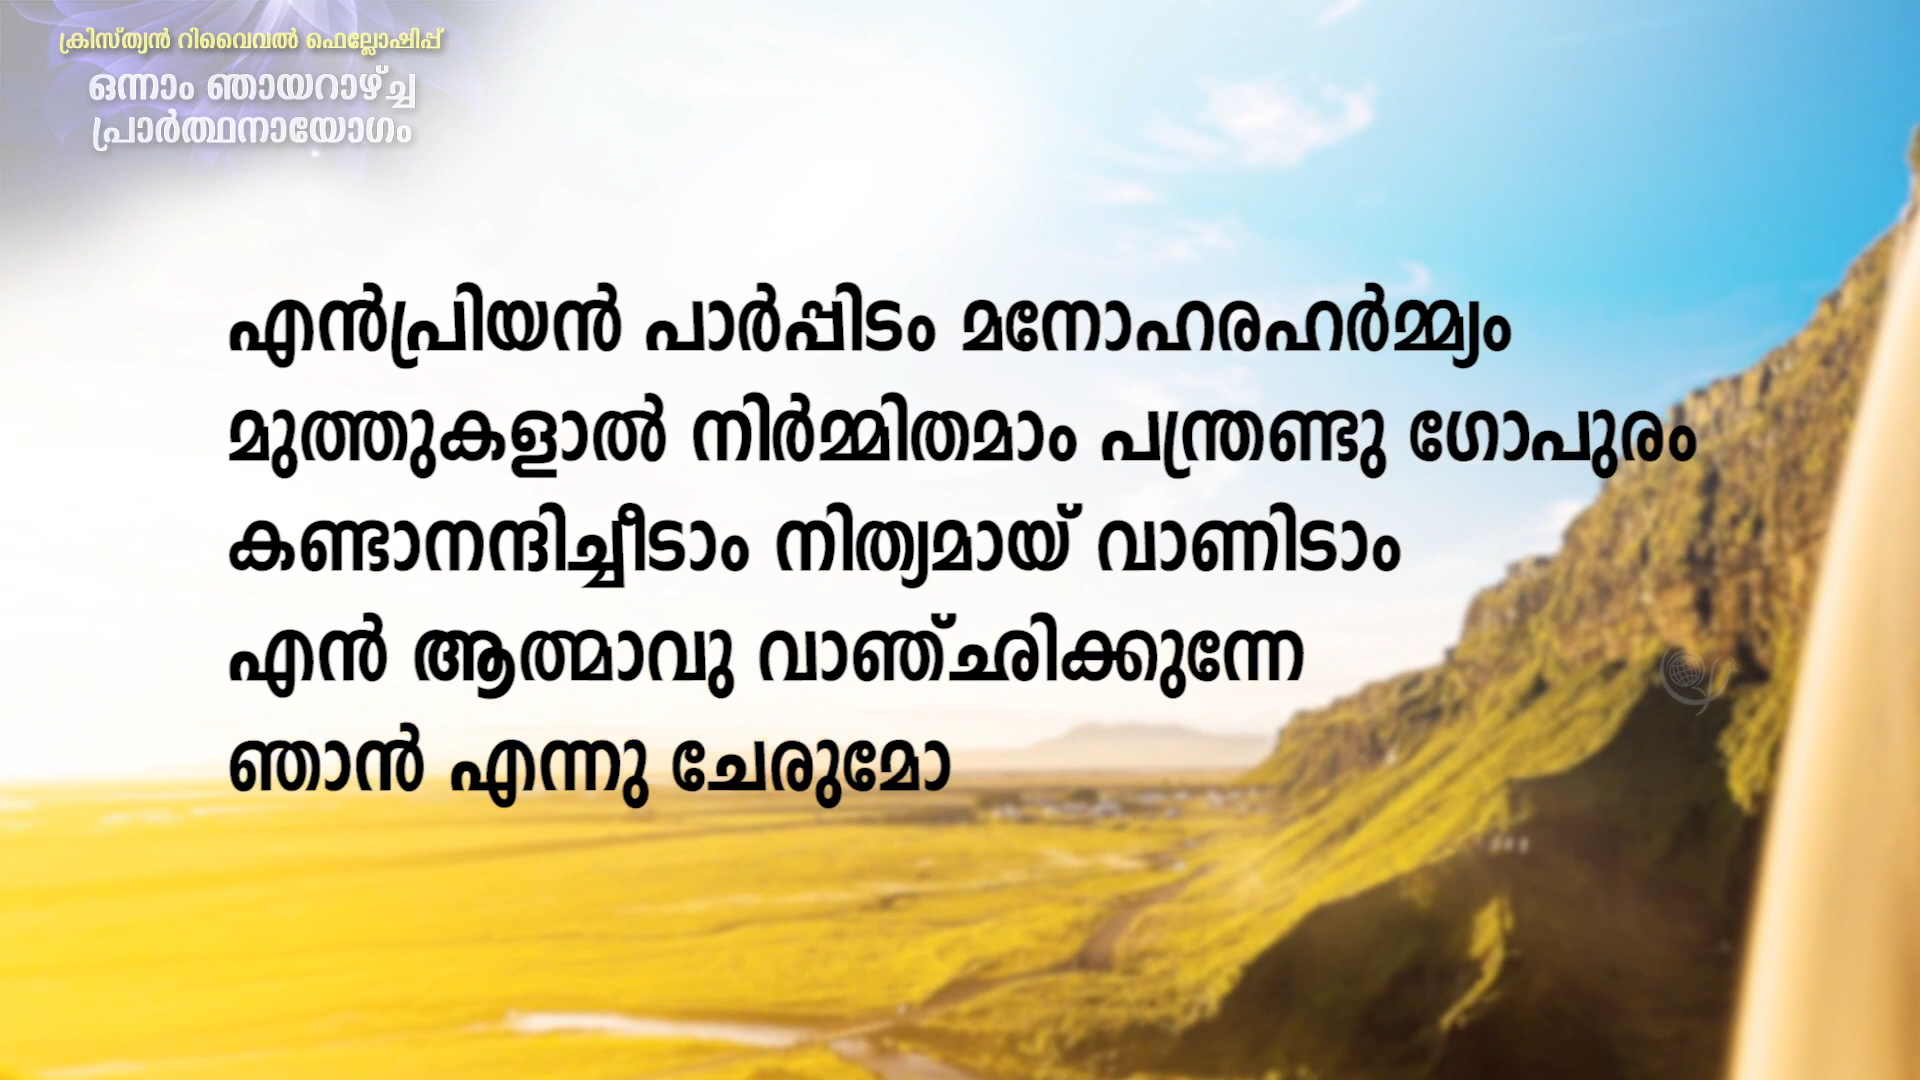 ക്രിസ്ത്യൻ റിവൈവൽ ഫെല്ലോഷിപ്പ്
ഒന്നാം ഞായറാഴ്ച്ച
പ്രാർത്ഥനായോഗം
എൻപ്രിയൻ പാർപ്പിടം മനോഹരഹർമ്മ്യം
മുത്തുകളാൽ നിർമ്മിതമാം പന്ത്രണ്ടു ഗോപുരം
കണ്ടാനന്ദിച്ചീടാം നിത്യമായ് വാണിടാം
എൻ ആത്മാവു വാഞ്ഛിക്കുന്നേ
ഞാൻ എന്നു ചേരുമോ